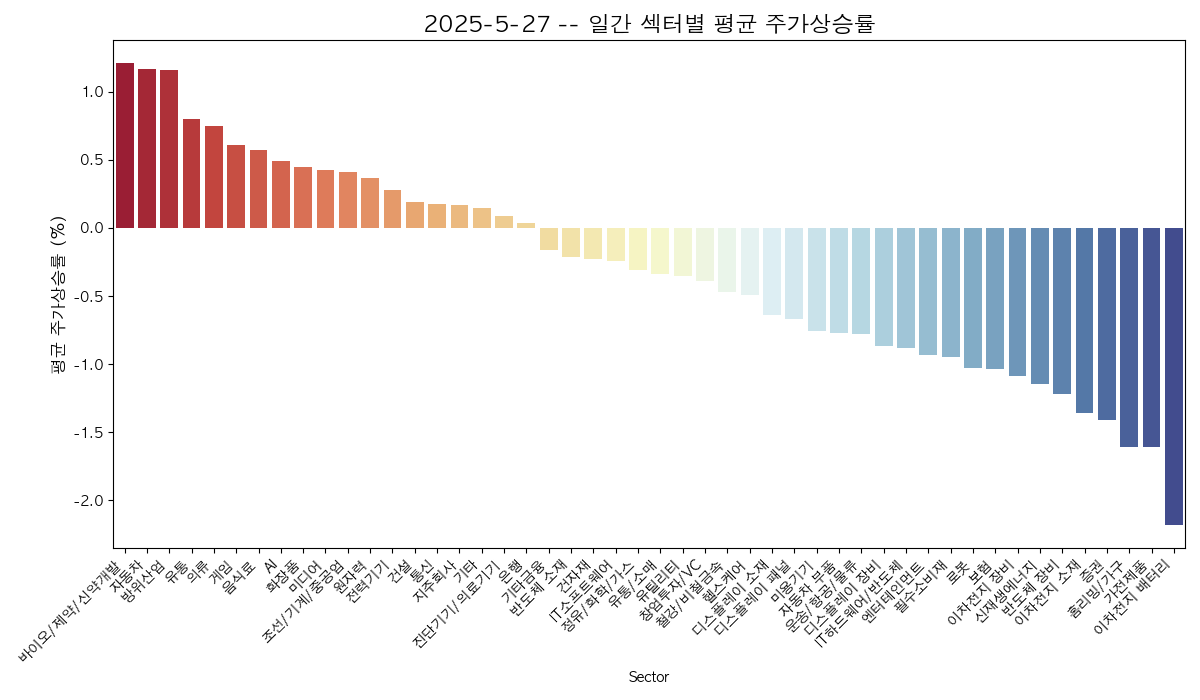 2025-5-27 -- 일간 섹터별 평균 주가상승률
평균 주가상승률 (%)
1.0
0.5
0.0
-0.5
-1.0
-1.5
-2.0
바이오/제약/신약개발
자동차
방위산업
유통
의류
게임
음식료
AI
화장품
미디어
조선/기계/중공업
원자력
전력기기
건설
통신
지주회사
기타
진단기기/의료기기
은행
기타금융
반도체 소재
건자재
IT소프트웨어
정유/화학/가스
유통/소매
유틸리티
창업투자/VC
철강/비철금속
헬스케어
디스플레이 소재
디스플레이 패널
미용기기
자동차 부품
운송/항공/물류
디스플레이 장비
IT하드웨어/반도체
엔터테인먼트
필수소비재
로봇
보험
이차전지 장비
신재생에너지
반도체 장비
이차전지 소재
증권
홈리빙/가구
가전제품
이차전지 배터리
Sector